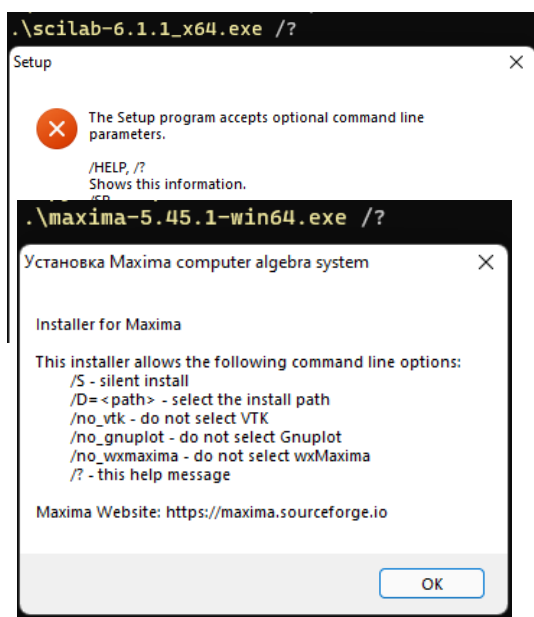 .\scilab-6.1.1_x64.exe /?
Setup
The Setup program accepts optional command line
parameters.
/HELP, /?
Shows this information.
.\maxima-5.45.1-win64.exe /?
Установка Maxima computer algebra system
Installer for Maxima
This installer allows the following command line options:
/S - silent install
/D=<path> - select the install path
/no_vtk - do not select VTK
/no_gnuplot - do not select Gnuplot
/no_wxmaxima - do not select wxMaxima
/? - this help message
Maxima Website: https://maxima.sourceforge.io
OK